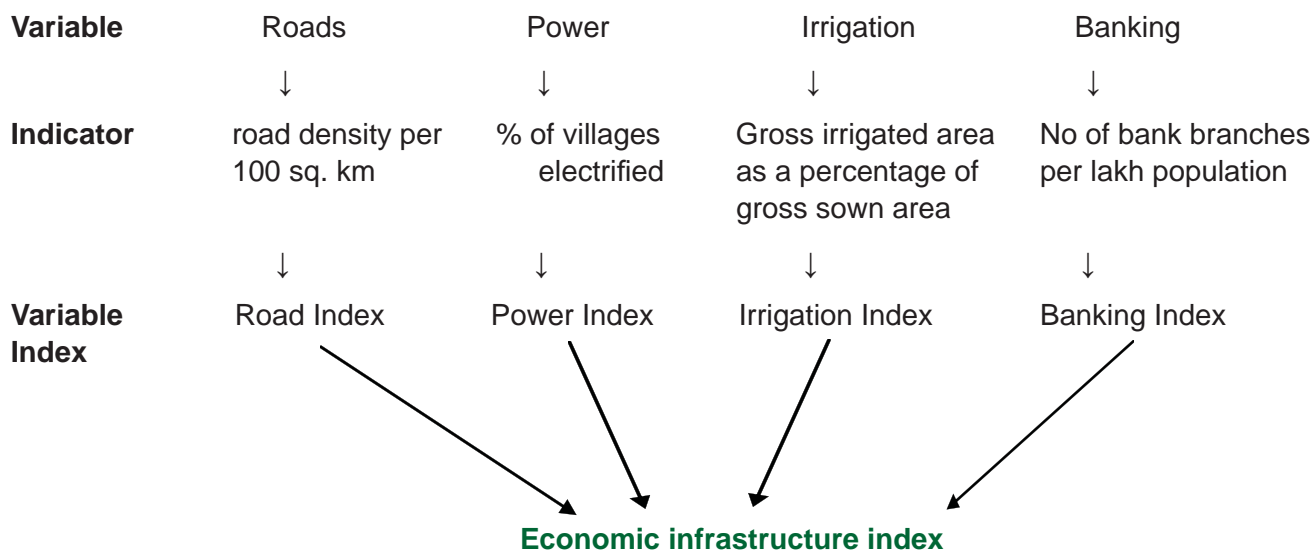 Variable Roads Power Irrigation Banking
↓ ↓ ↓ ↓
Indicator road density per % of villages Gross irrigated area No of bank branches
100 sq. km electrified as a percentage of per lakh population
gross sown area
↓ ↓ ↓ ↓
Variable Road Index Power Index Irrigation Index Banking Index
Index
Economic infrastructure index